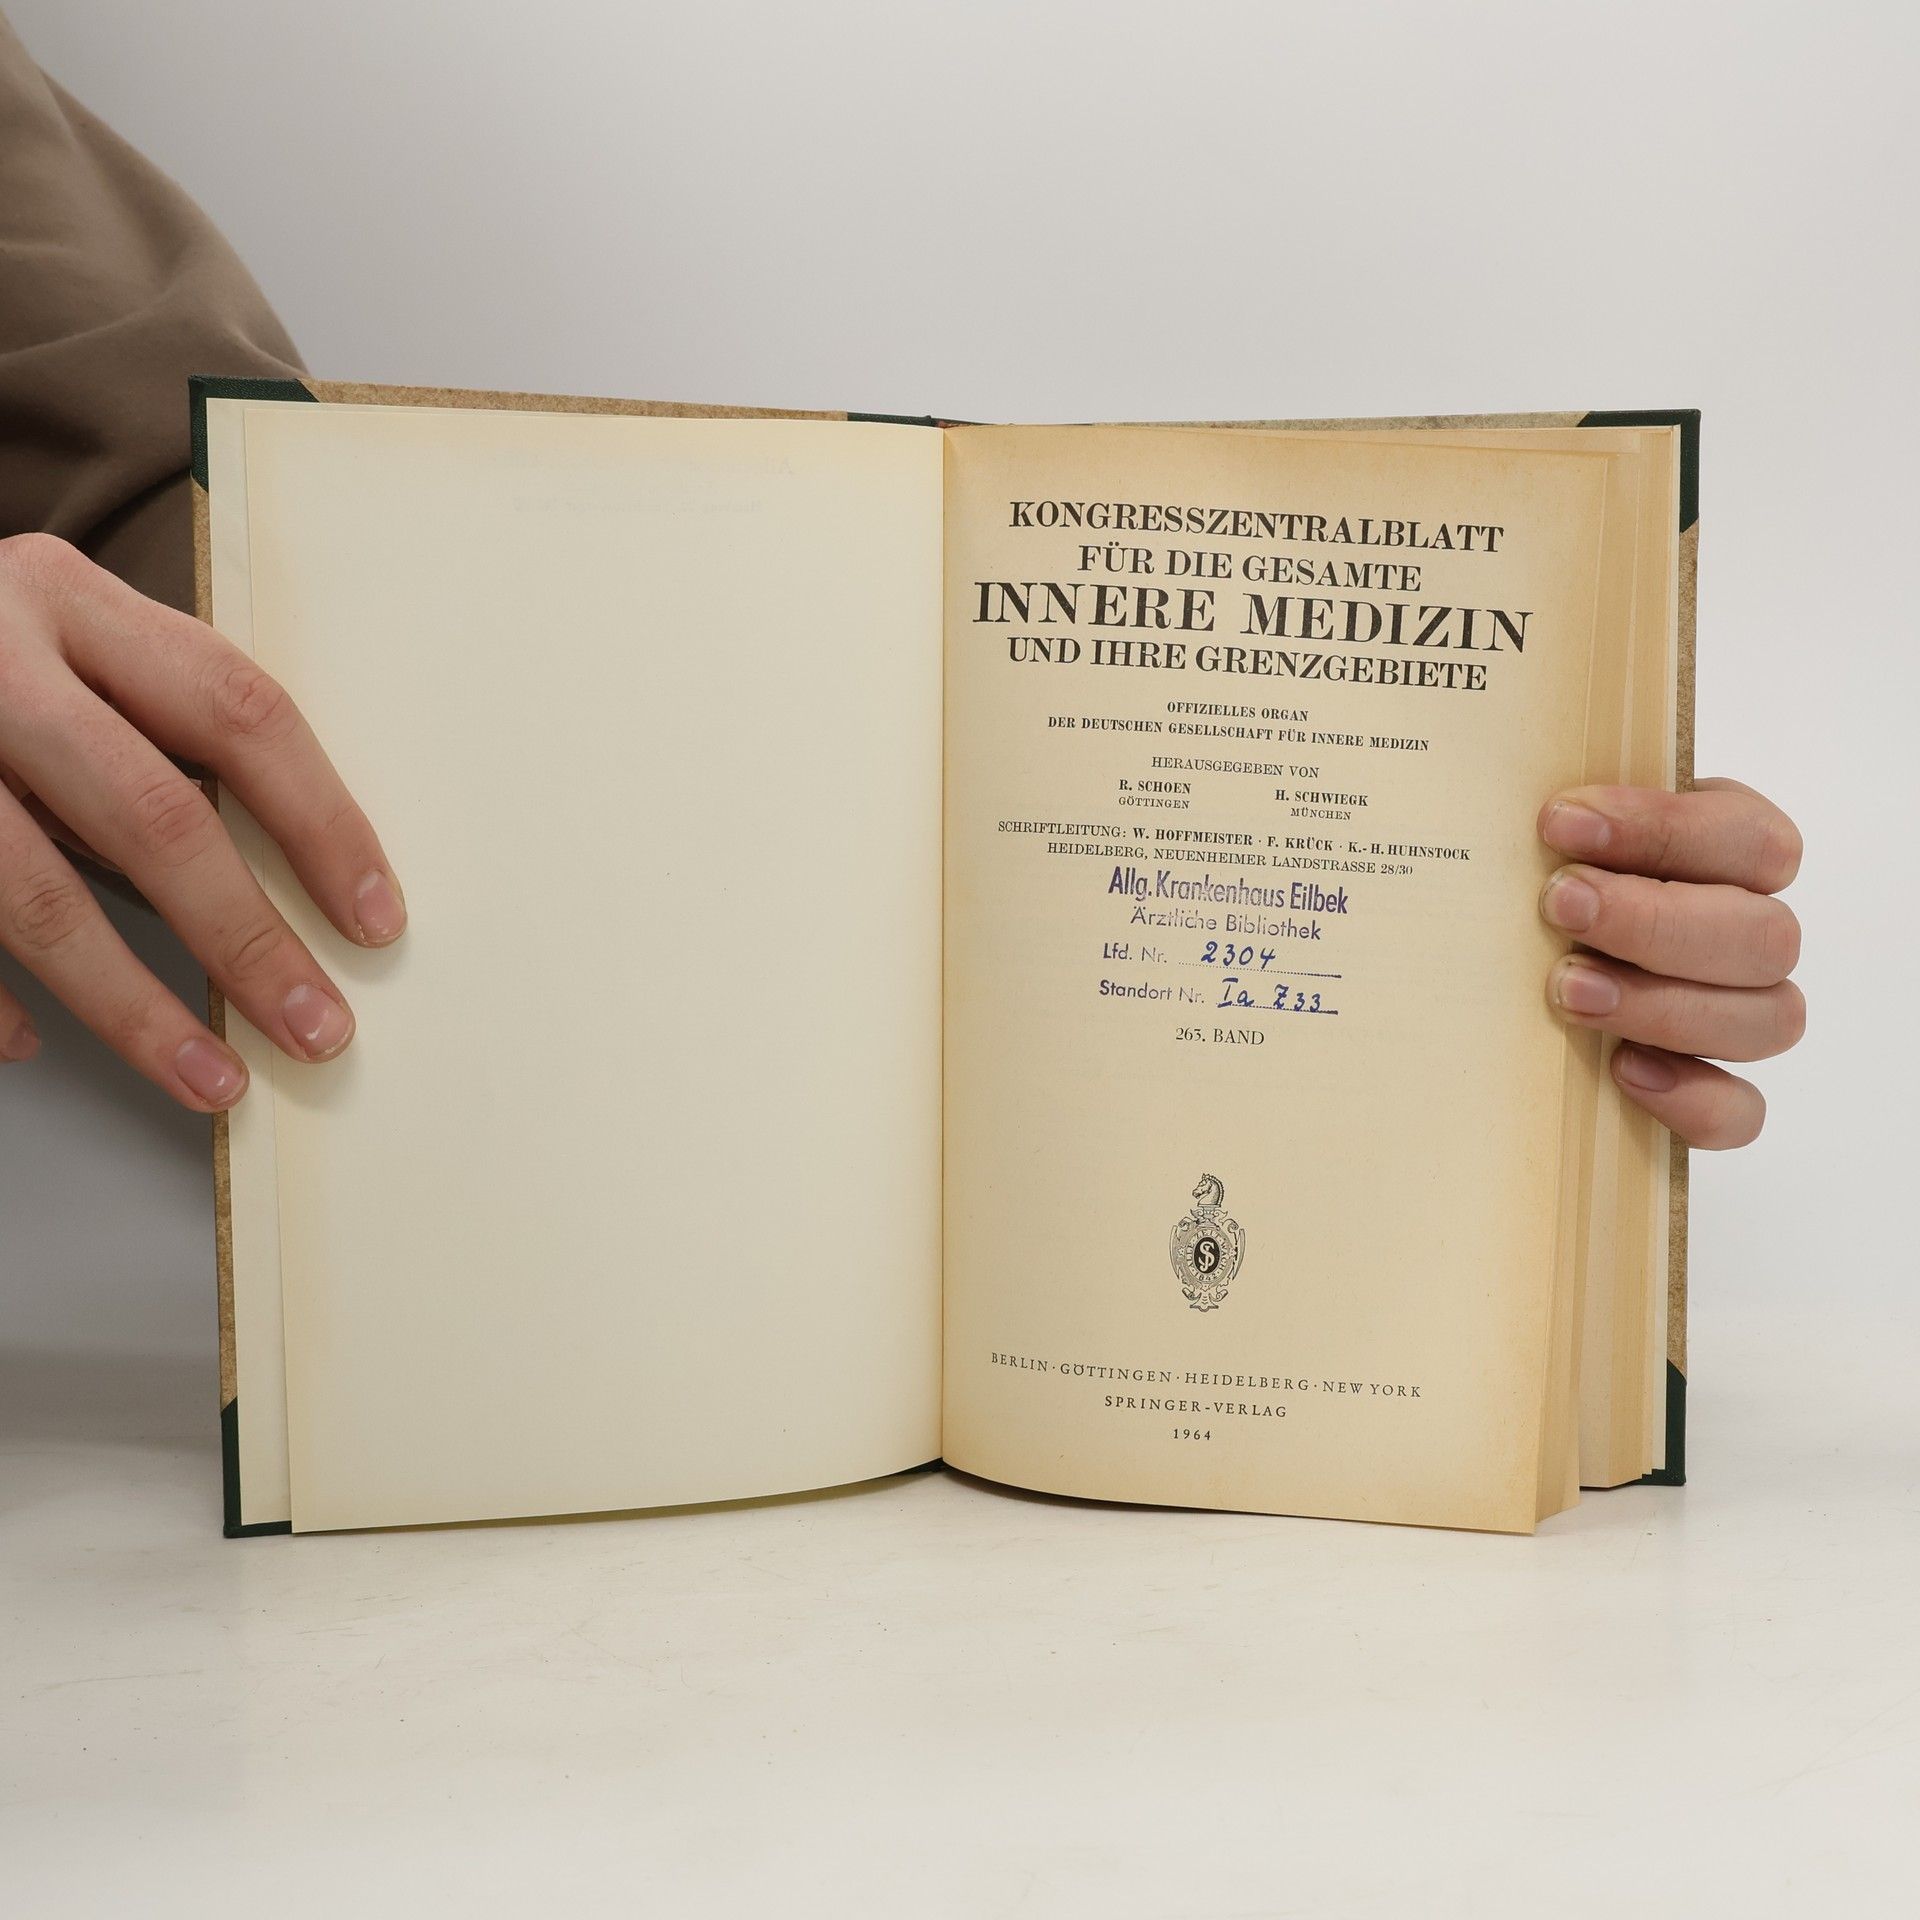 KONGRESSZENTRALBLATT
FÜR DIE GESAMTE
INNERE MEDIZIN
UND IHRE GRENZGEBIETE
OFFIZIELLES ORGAN
DER DEUTSCHEN GESELLSCHAFT FÜR INNERE MEDIZIN
HERAUSGEGEBEN VON
R. SCHOEN H. SCHWIEGK
GÖTTINGEN MÜNCHEN
SCHRIFTLEITUNG: W. HOFFMEISTER · F. KRÜCK · K.-H. HUHNSTOCK
HEIDELBERG, NEUENHEIMER LANDSTRASSE 28/30
Allg. Krankenhaus Eilbek
Ärztliche Bibliothek
Lfd. Nr. 2304
Standort Nr. Ia Z33
263. BAND
BERLIN · GÖTTINGEN · HEIDELBERG · NEW YORK
SPRINGER-VERLAG
1964